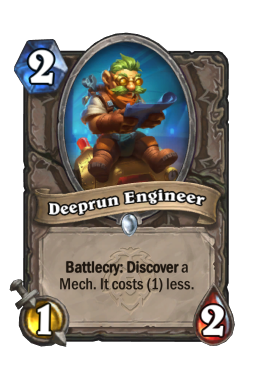 2
Deeprun Engineer
Battlecry: Discover a
Mech. It costs (1) less.
1
2